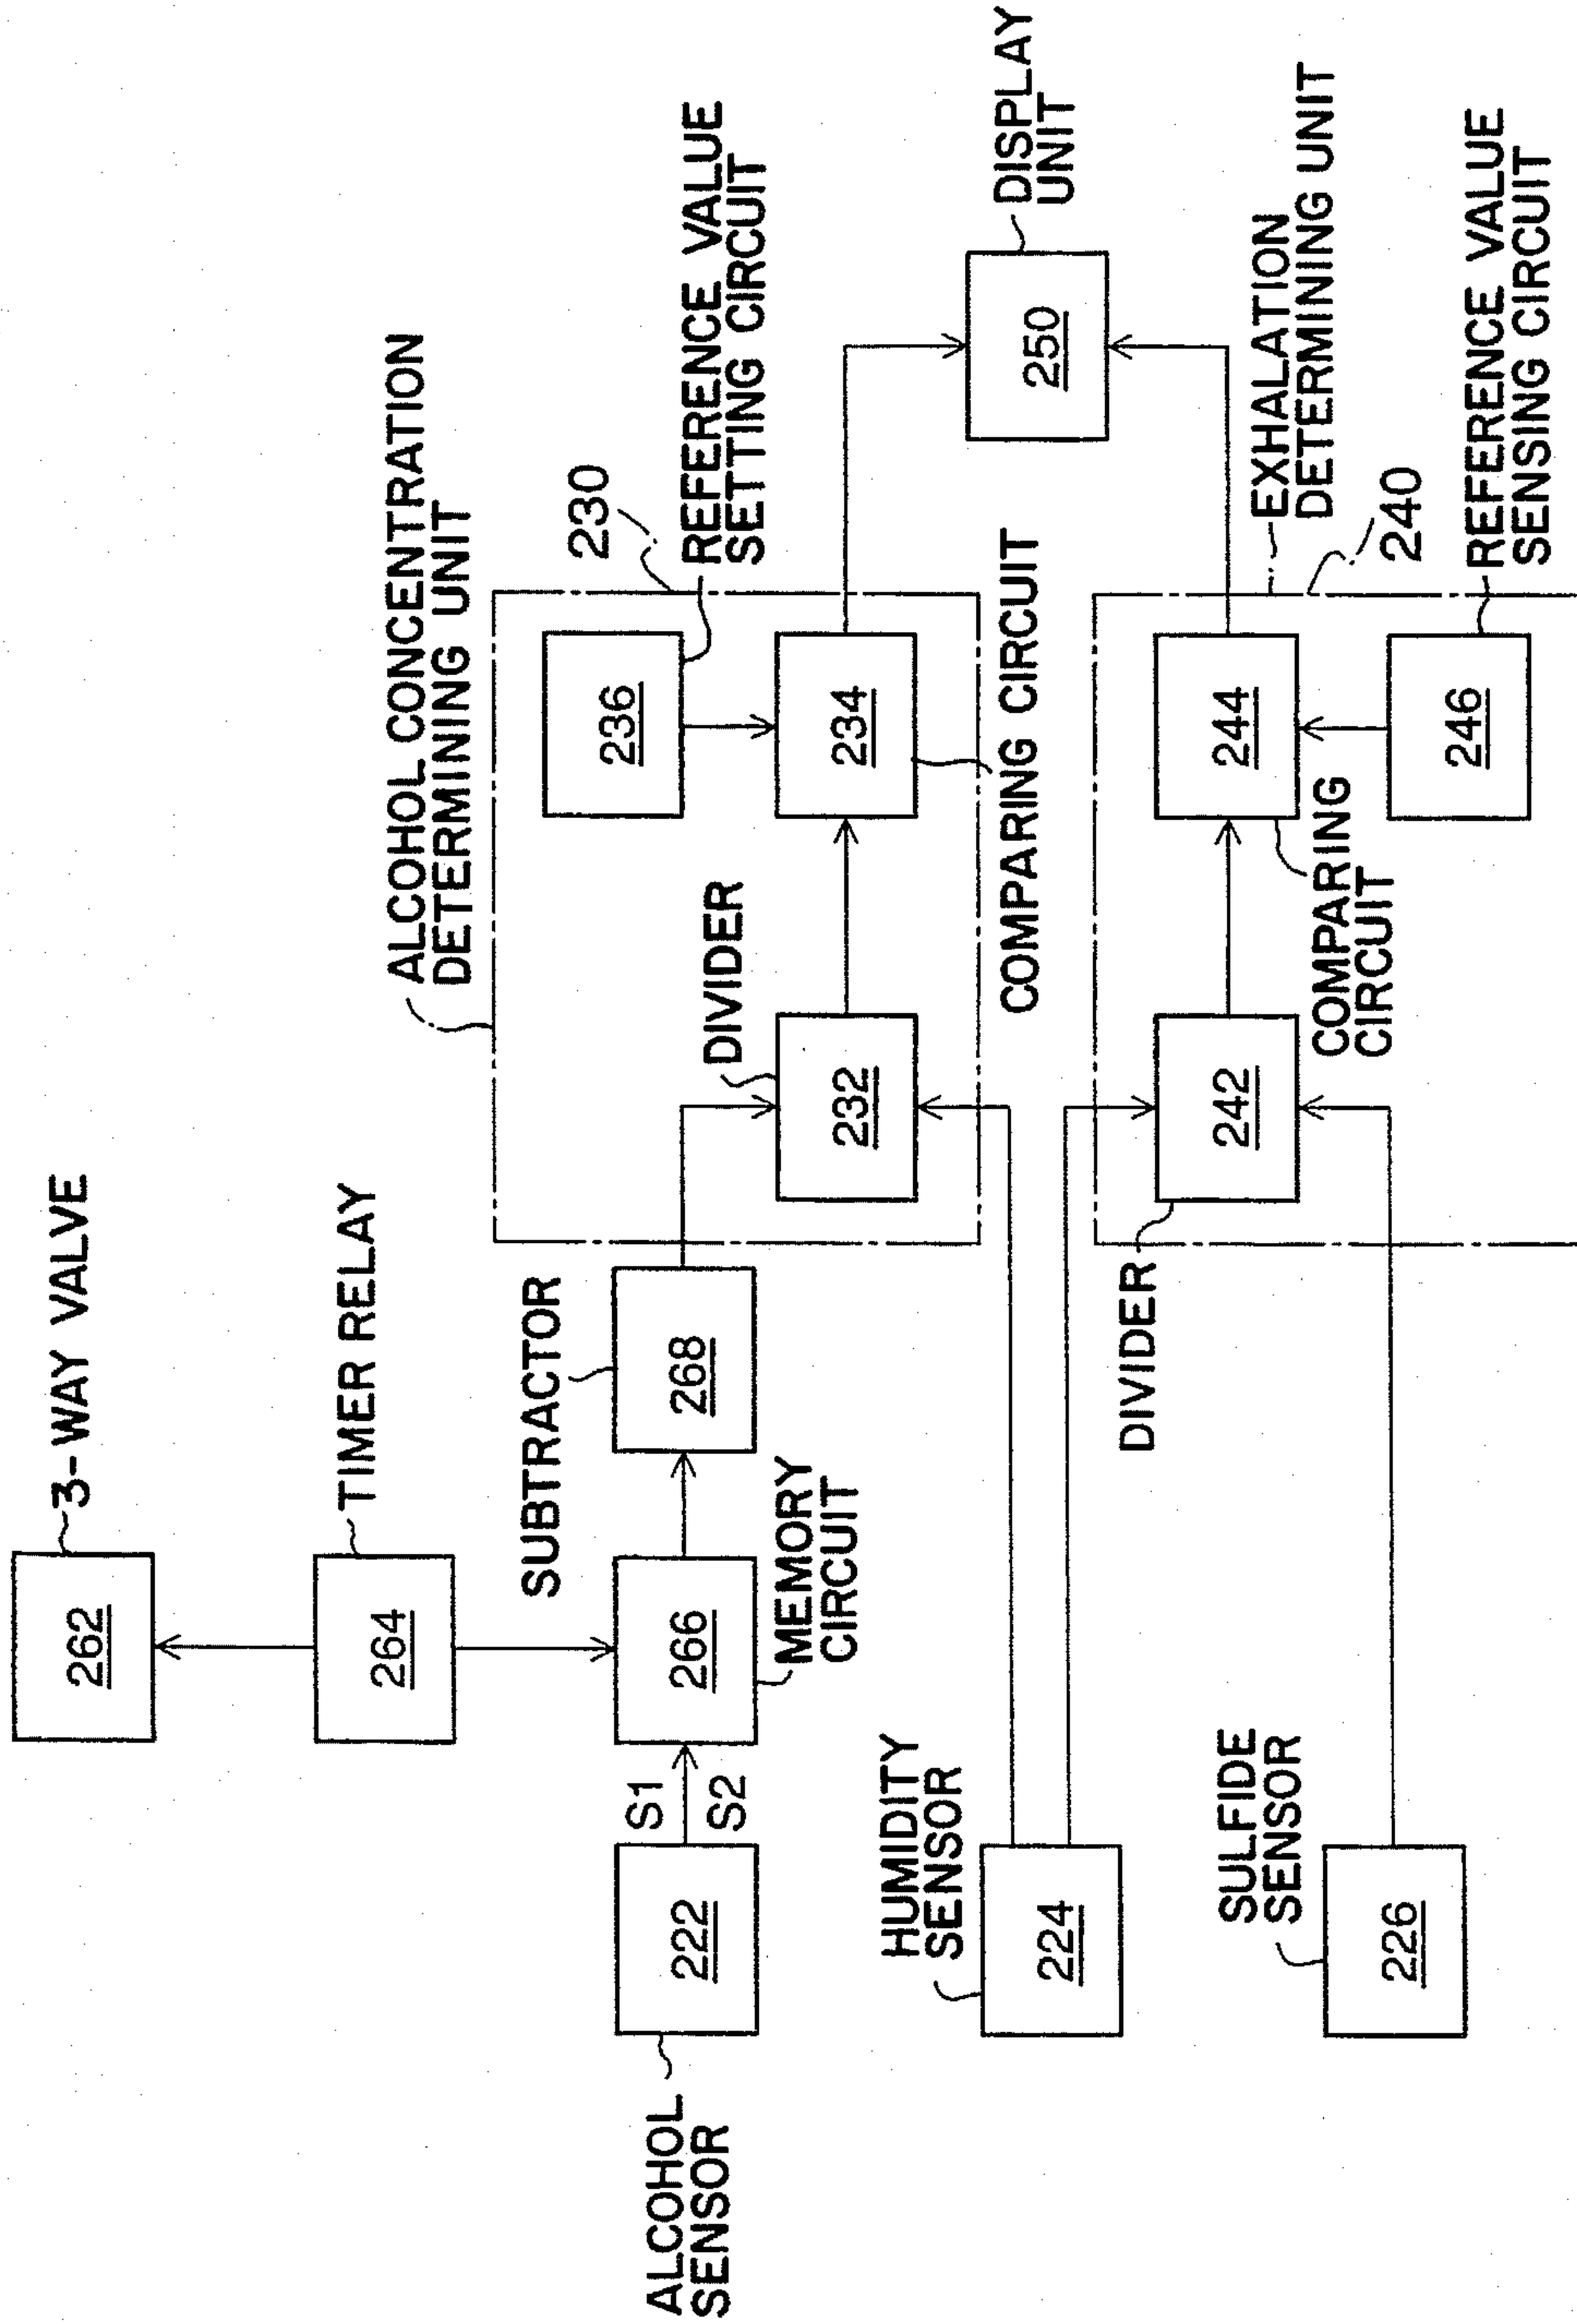 3-WAY VALVE
262
TIMER RELAY
264
ALCOHOL CONCENTRATION
DETERMINING UNIT
230
236
REFERENCE VALUE
SETTING CIRCUIT
SUBTRACTOR
268
266
MEMORY
CIRCUIT
S1
S2
222
ALCOHOL
SENSOR
DIVIDER
232
234
COMPARING CIRCUIT
DISPLAY
UNIT
250
HUMIDITY
SENSOR
224
DIVIDER
242
244
COMPARING
CIRCUIT
EXHALATION
DETERMINING UNIT
240
SULFIDE
SENSOR
226
246
REFERENCE VALUE
SENSING CIRCUIT